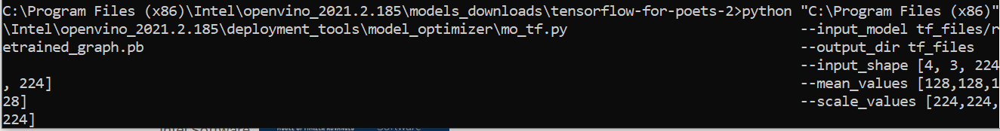 C:\Program Files (x86)\Intel\openvino_2021.2.185\models_downloads\tensorflow-for-poets-2>python "C:\Program Files (x86)"
\Intel\openvino_2021.2.185\deployment_tools\model_optimizer\mo_tf.py --input_model tf_files/r
etrained_graph.pb --output_dir tf_files
--input_shape [4, 3, 224
, 224] --mean_values [128,128,1
28] --scale_values [224,224,
224]